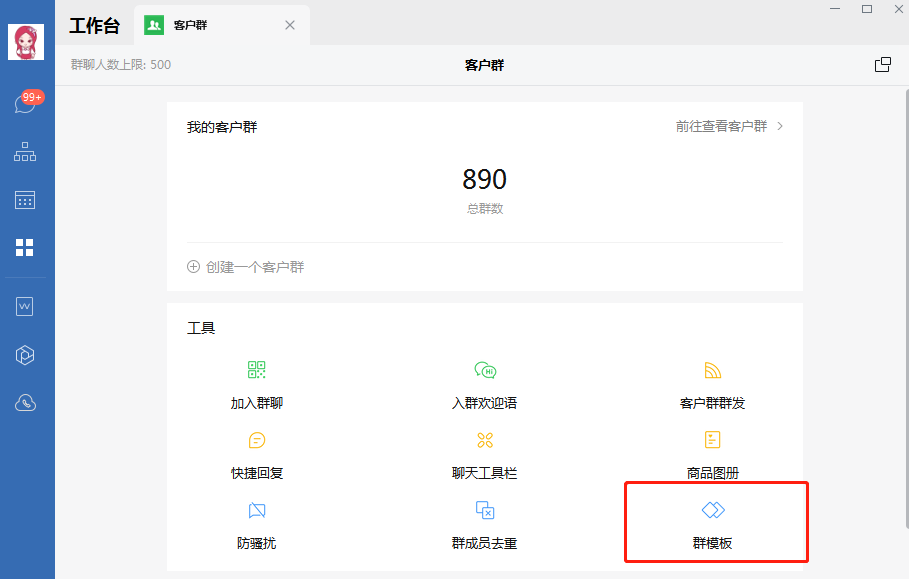 工作台
客户群
99+
群聊人数上限: 500
客户群
我的客户群
前往查看客户群
890
总群数
创建一个客户群
工具
加入群聊
入群欢迎语
Hi
客户群群发
快捷回复
聊天工具栏
商品图册
防骚扰
群成员去重
群模板